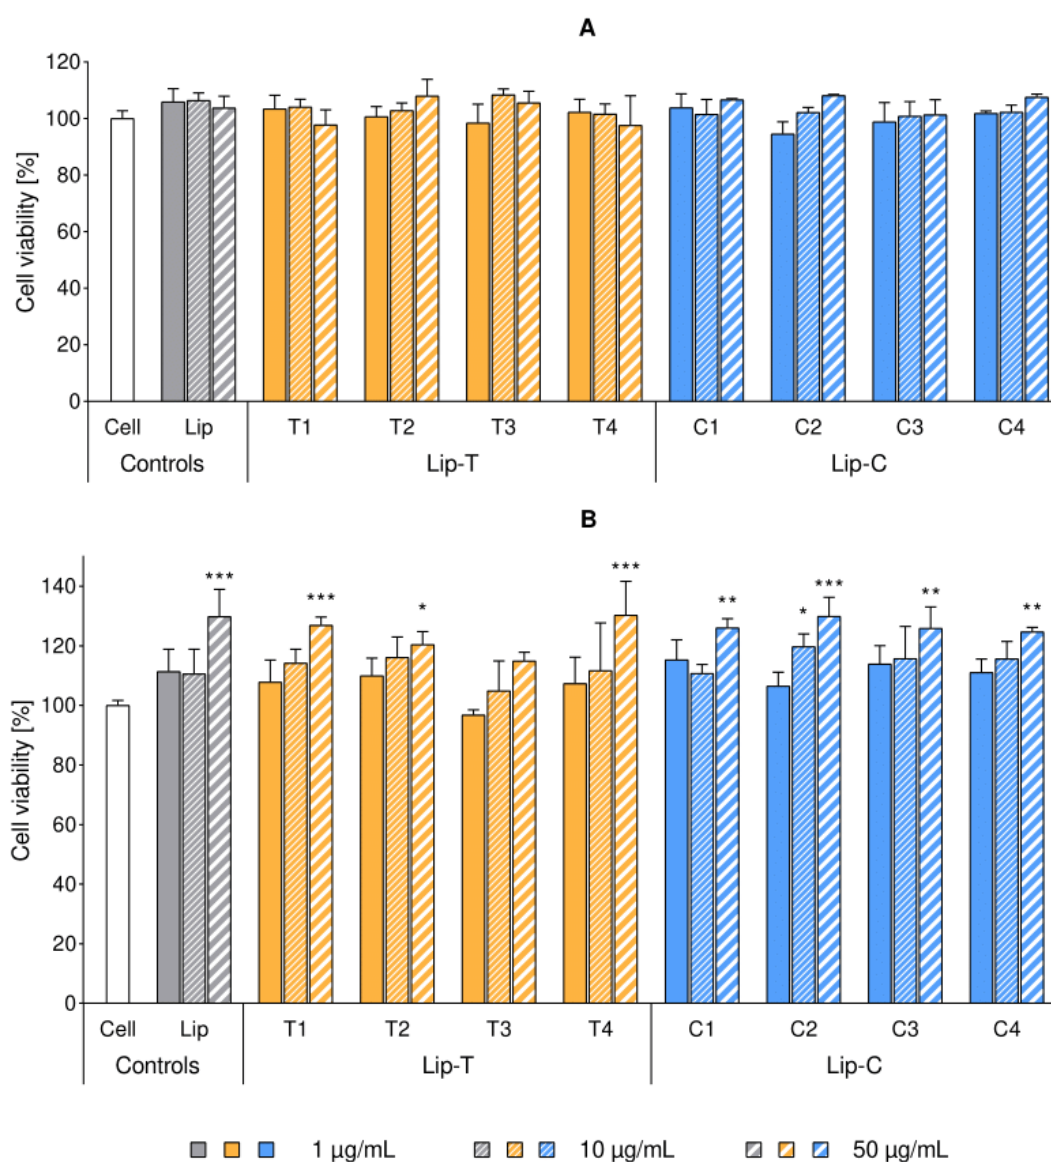 A
Cell viability [%]
120
100
80
60
40
20
0
Cell Lip T1 T2 T3 T4 C1 C2 C3 C4
Controls Lip-T Lip-C
B
Cell viability [%]
140
120
100
80
60
40
20
0
*** *** * *** ** * *** ** **
Cell Lip T1 T2 T3 T4 C1 C2 C3 C4
Controls Lip-T Lip-C
1 µg/mL 10 µg/mL 50 µg/mL